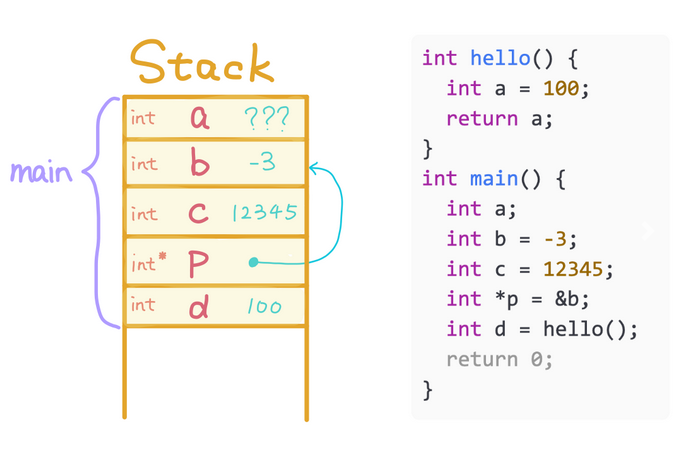 Stack
main
int a ???
int b -3
int c 12345
int* p
int d 100
int hello() {
  int a = 100;
  return a;
}
int main() {
  int a;
  int b = -3;
  int c = 12345;
  int *p = &b;
  int d = hello();
  return 0;
}